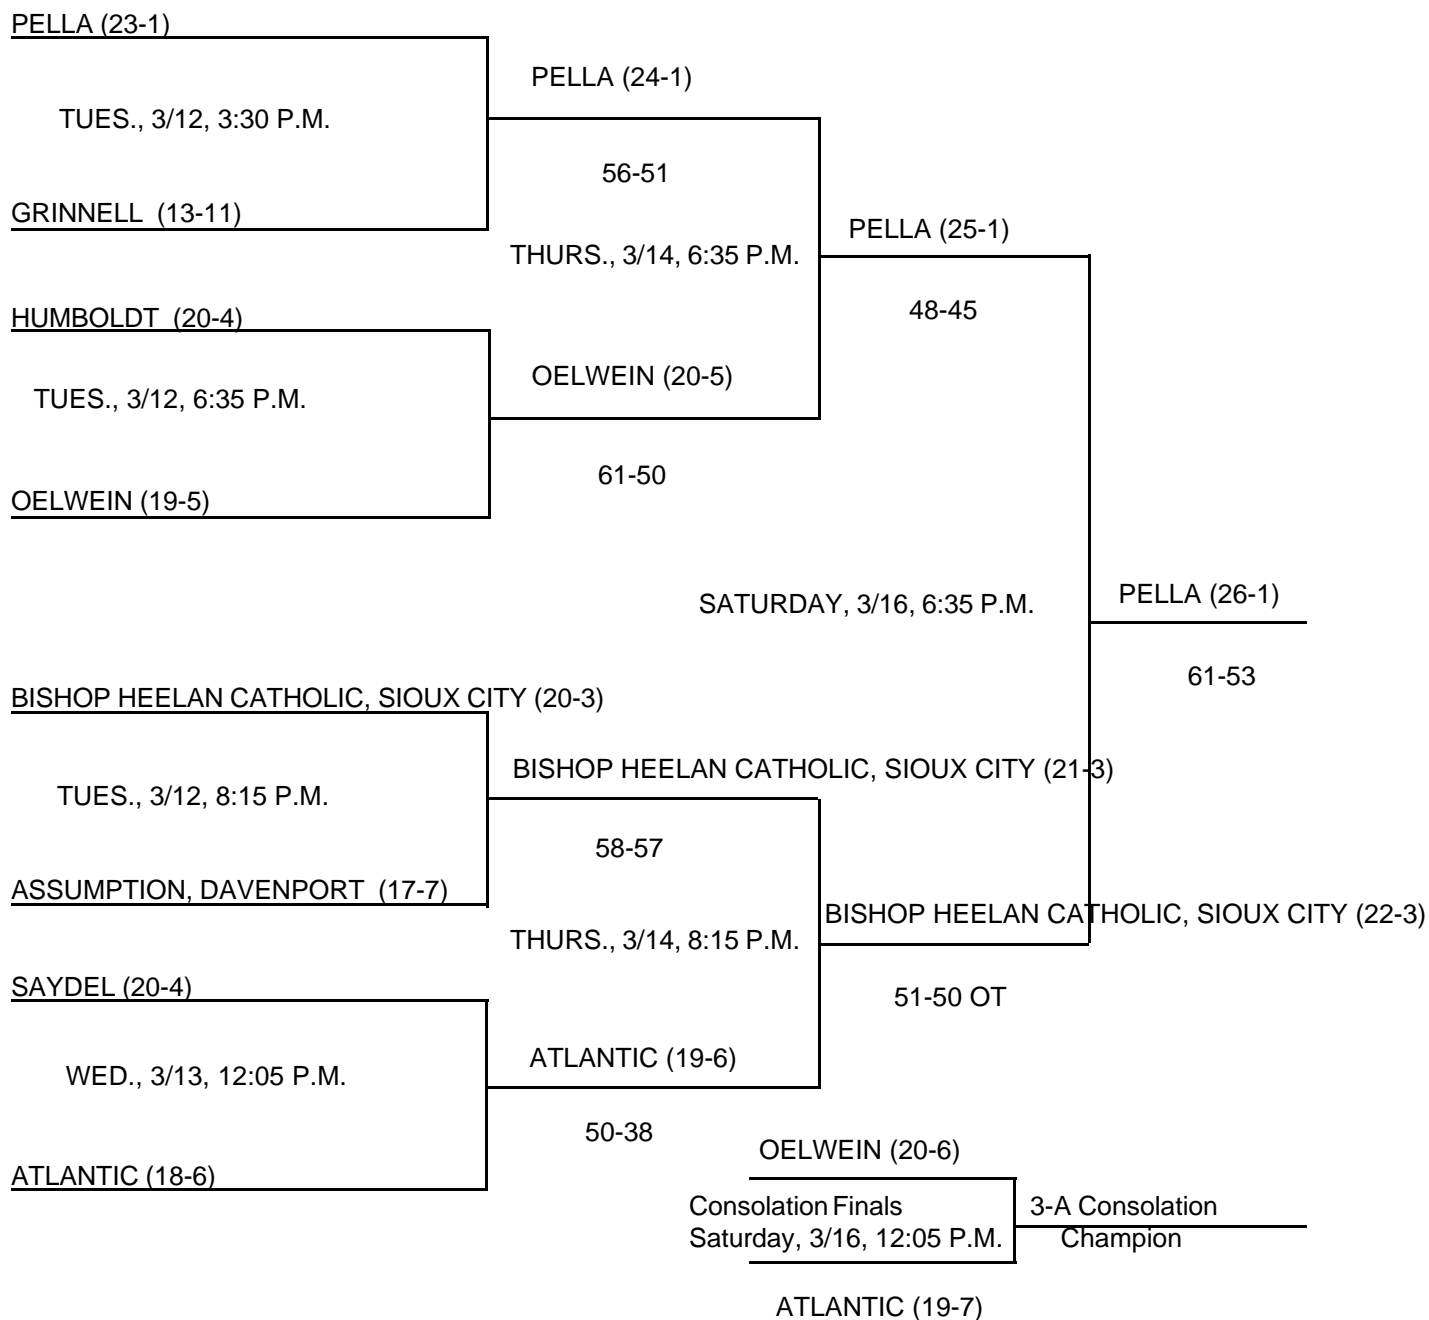 PELLA (23-1)
PELLA (24-1)
TUES., 3/12, 3:30 P.M.
56-51
GRINNELL (13-11)
PELLA (25-1)
THURS., 3/14, 6:35 P.M.
48-45
HUMBOLDT (20-4)
OELWEIN (20-5)
TUES., 3/12, 6:35 P.M.
61-50
OELWEIN (19-5)
PELLA (26-1)
SATURDAY, 3/16, 6:35 P.M.
61-53
BISHOP HEELAN CATHOLIC, SIOUX CITY (20-3)
BISHOP HEELAN CATHOLIC, SIOUX CITY (21-3)
TUES., 3/12, 8:15 P.M.
58-57
ASSUMPTION, DAVENPORT (17-7)
BISHOP HEELAN CATHOLIC, SIOUX CITY (22-3)
THURS., 3/14, 8:15 P.M.
SAYDEL (20-4)
51-50 OT
ATLANTIC (19-6)
WED., 3/13, 12:05 P.M.
50-38
OELWEIN (20-6)
ATLANTIC (18-6)
Consolation Finals
3-A Consolation
Saturday, 3/16, 12:05 P.M.
Champion
ATLANTIC (19-7)